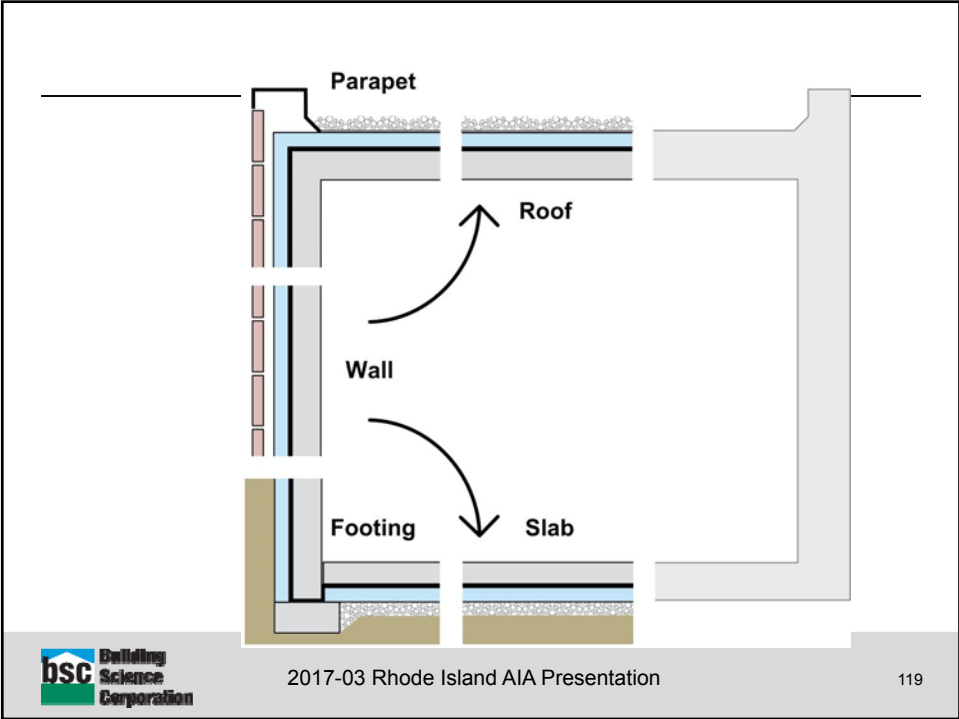 Parapet
Roof
Wall
Footing
Slab
bsc
Building
Science
Corporation
2017-03 Rhode Island AIA Presentation
119